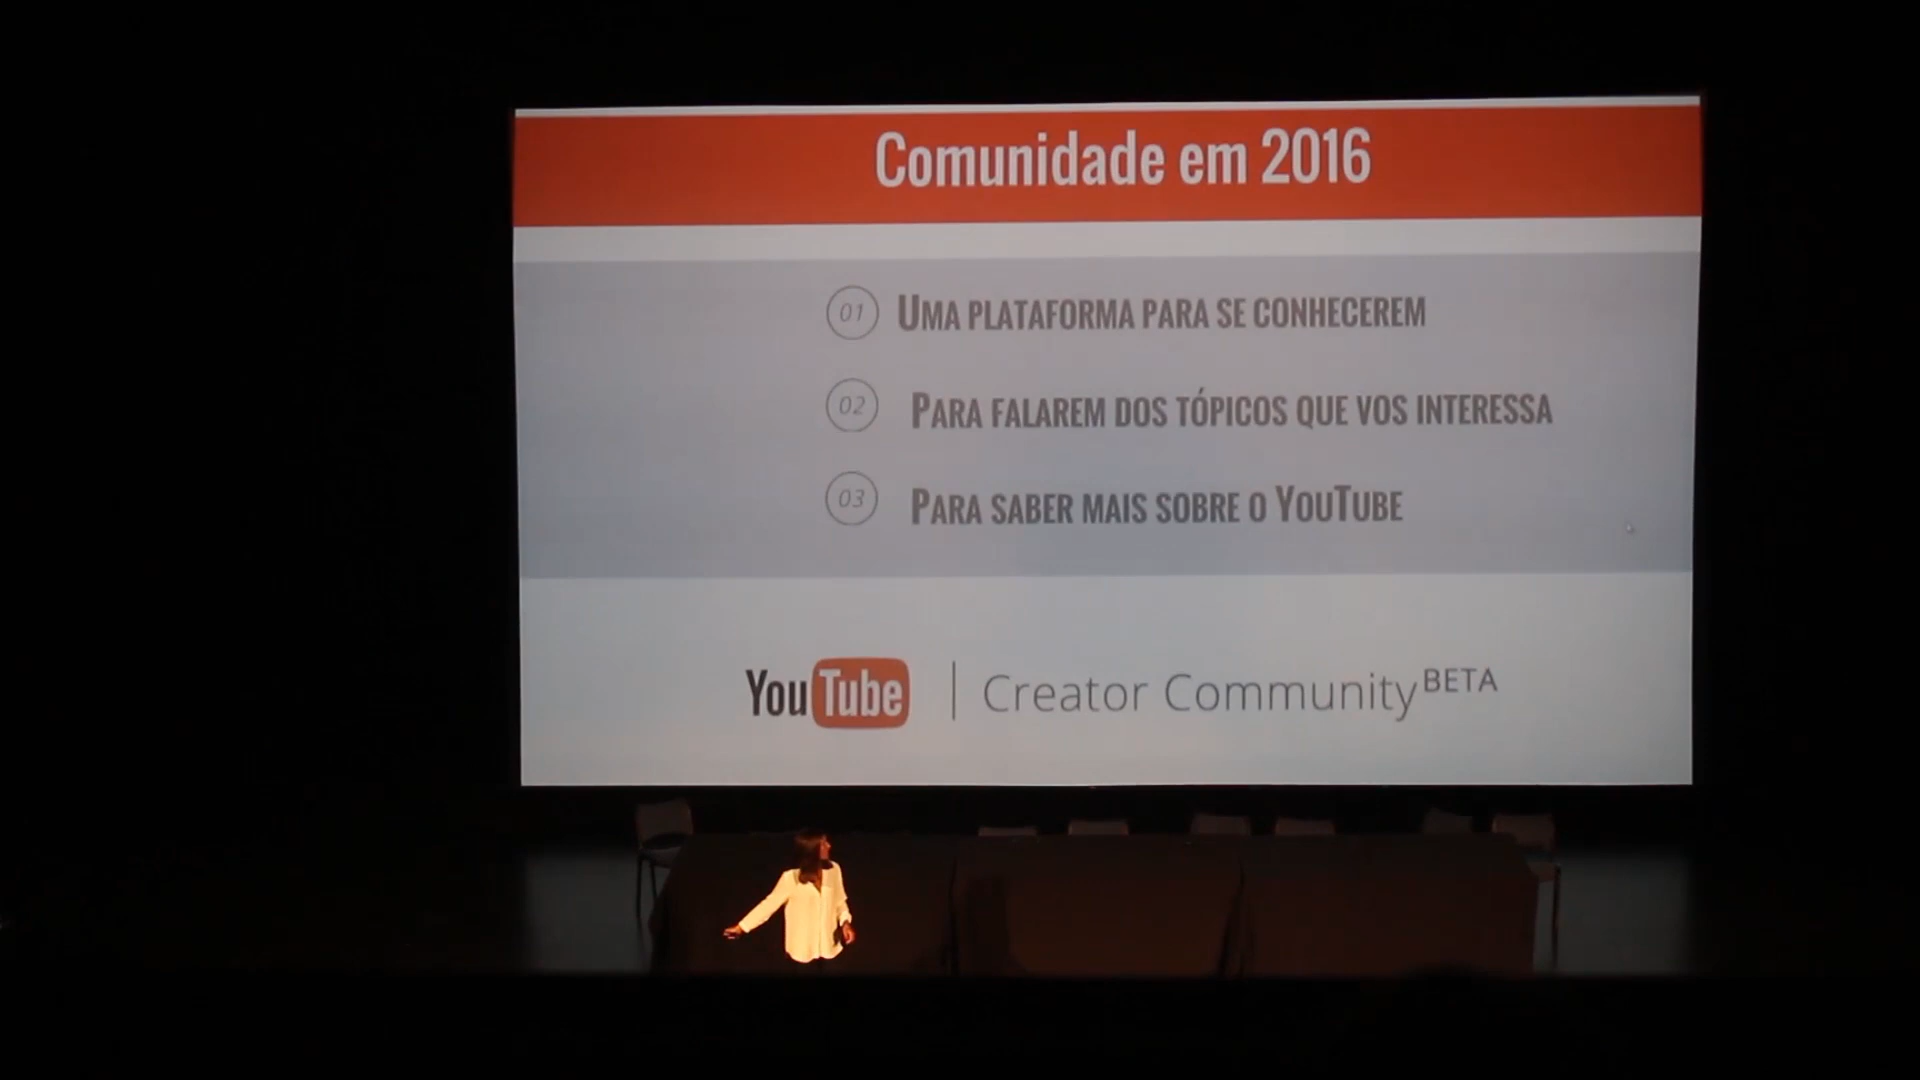 Comunidade em 2016
01 UMA PLATAFORMA PARA SE CONHECEREM
02 PARA FALAREM DOS TÓPICOS QUE VOS INTERESSA
03 PARA SABER MAIS SOBRE O YOUTUBE
YouTube | Creator Community BETA